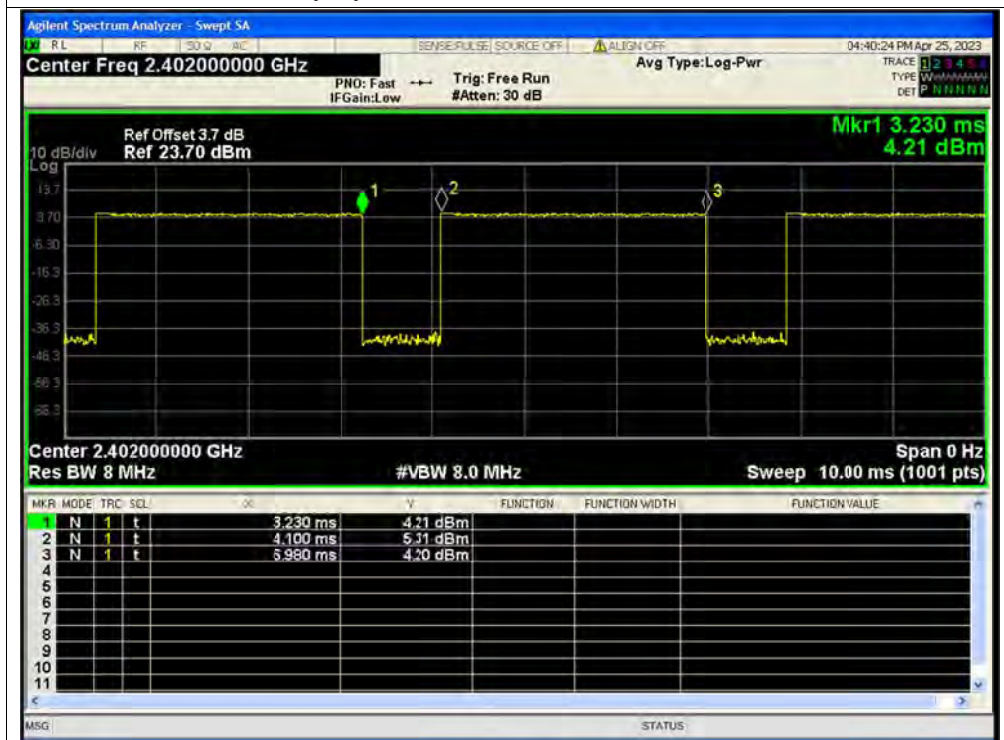 Agilent Spectrum Analyzer - Swept SA
RL RF 50 Ω AC SENSE:PULSE SOURCE OFF ALIGN OFF 04:40:24 PM Apr 25, 2023
Center Freq 2.402000000 GHz Avg Type:Log-Pwr TRACE 1 2 3 4 5 6
PNO: Fast Trig: Free Run TYPE W
IFGain:Low #Atten: 30 dB DET P N N N N N
Mkr1 3.230 ms
4.21 dBm
Ref Offset 3.7 dB
10 dB/div Ref 23.70 dBm
Log
13.7
3.70
-6.30
-16.3
-26.3
-36.3
-46.3
-56.3
-66.3
1 2 3
Center 2.402000000 GHz Span 0 Hz
Res BW 8 MHz #VBW 8.0 MHz Sweep 10.00 ms (1001 pts)
MKR MODE TRC SCL X Y FUNCTION FUNCTION WIDTH FUNCTION VALUE
1 N 1 t 3.230 ms 4.21 dBm
2 N 1 t 4.100 ms dBm
3 N 1 t ms 4.20 dBm
4
5
6
7
8
9
10
11
MSG STATUS